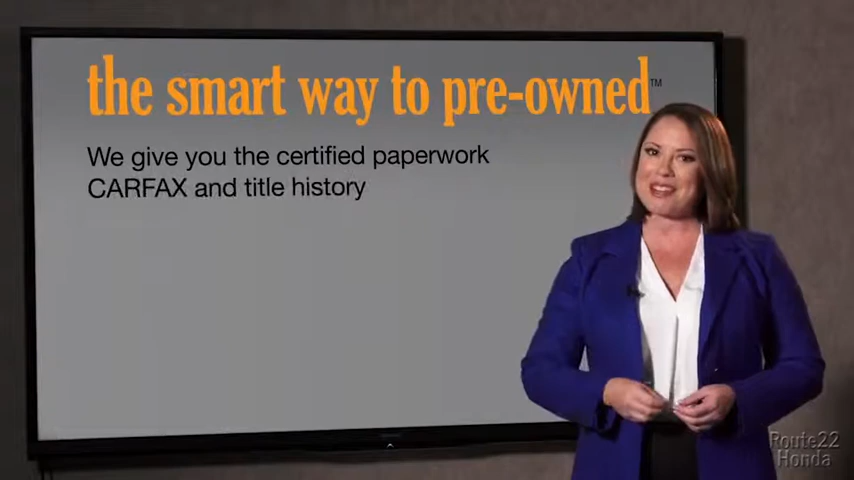 the smart way to pre-owned™
We give you the certified paperwork
CARFAX and title history
Route22
Honda